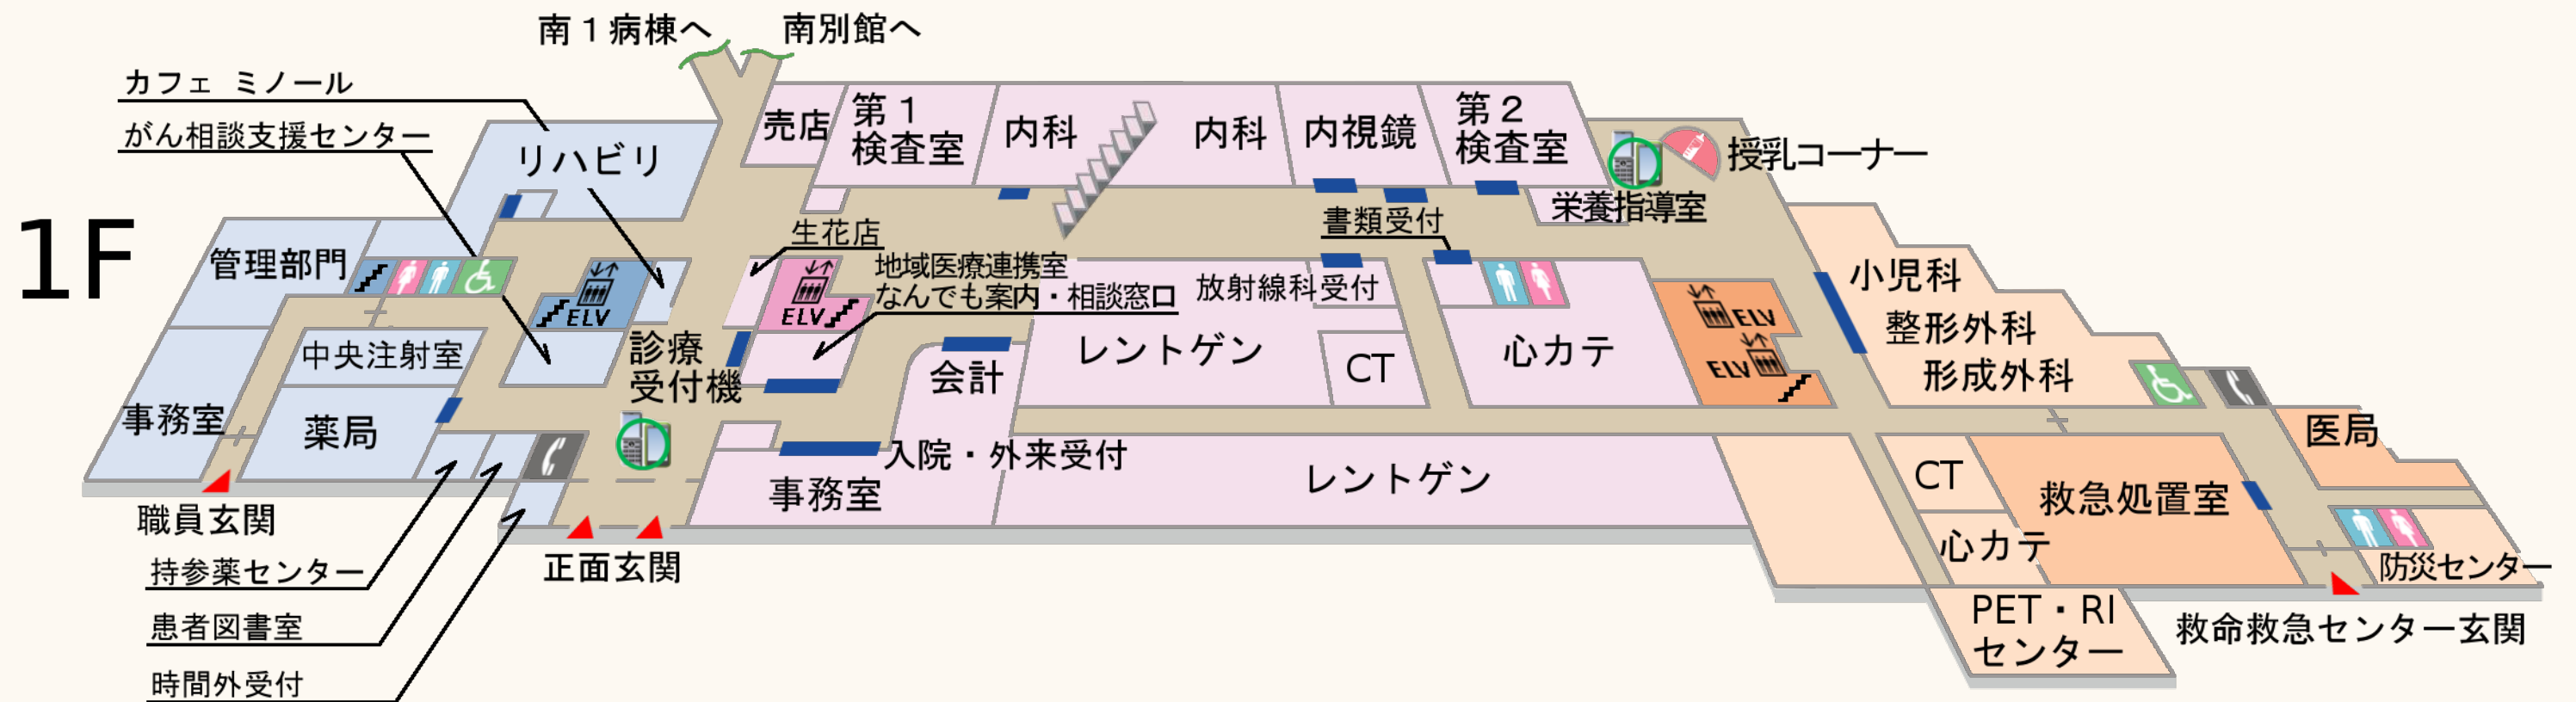 南１病棟へ
南別館へ
カフェ ミノール
がん相談支援センター
リハビリ
1F
管理部門
ELV
中央注射室
事務室
薬局
職員玄関
持参薬センター
患者図書室
時間外受付
正面玄関
診療
受付機
売店
第１
検査室
内科
内科
内視鏡
第２
検査室
授乳コーナー
栄養指導室
生花店
ELV
地域医療連携室
なんでも案内・相談窓口
書類受付
放射線科受付
会計
レントゲン
CT
心カテ
入院・外来受付
事務室
レントゲン
ELV
ELV
小児科
整形外科
形成外科
医局
CT
心カテ
救急処置室
防災センター
PET・RI
センター
救命救急センター玄関